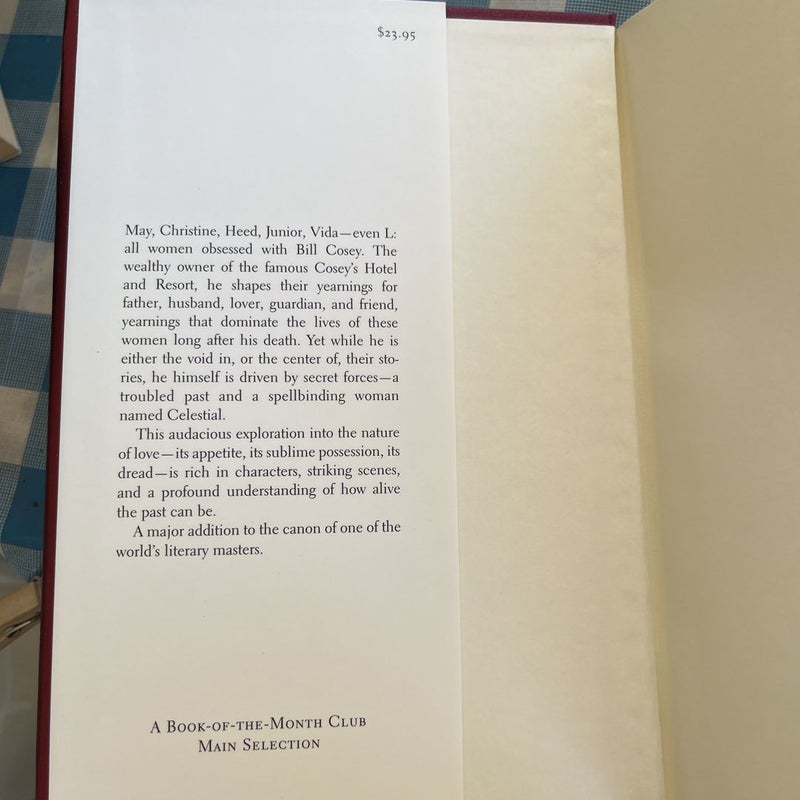 $23.95
May, Christine, Heed, Junior, Vida—even L:
all women obsessed with Bill Cosey. The
wealthy owner of the famous Cosey's Hotel
and Resort, he shapes their yearnings for
father, husband, lover, guardian, and friend,
yearnings that dominate the lives of these
women long after his death. Yet while he is
either the void in, or the center of, their sto-
ries, he himself is driven by secret forces—a
troubled past and a spellbinding woman
named Celestial.
This audacious exploration into the nature
of love—its appetite, its sublime possession, its
dread—is rich in characters, striking scenes,
and a profound understanding of how alive
the past can be.
A major addition to the canon of one of the
world's literary masters.
A Book-of-the-Month Club
Main Selection